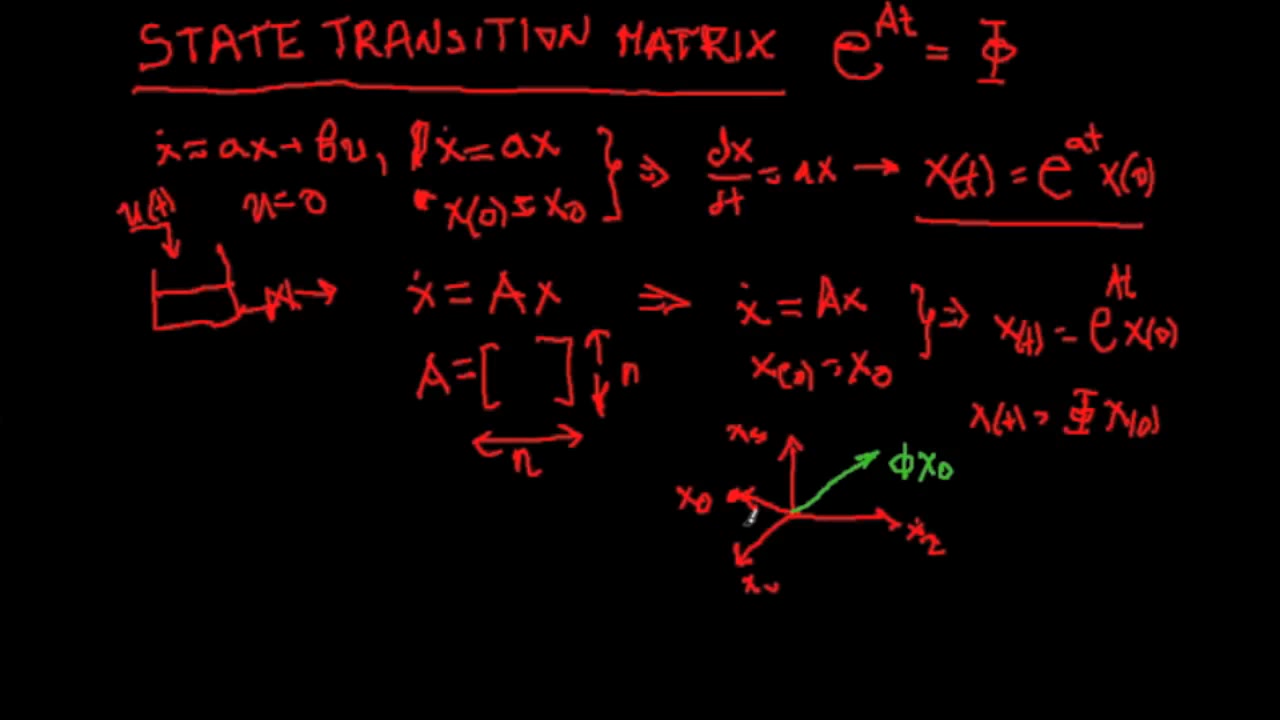 STATE TRANSITION MATRIX e^At = Φ
ẋ = ax + bu, ẋ = ax } ⇒ dx/dt = ax → x(t) = e^at x(0)
u(t) u=0 x(0) = x0
ẋ = Ax ⇒ ẋ = Ax } ⇒ x(t) = e^At x(0)
A = [ ] n x(0) = x0
n x(t) = Φ x(0)
ϕx0
x0
x2